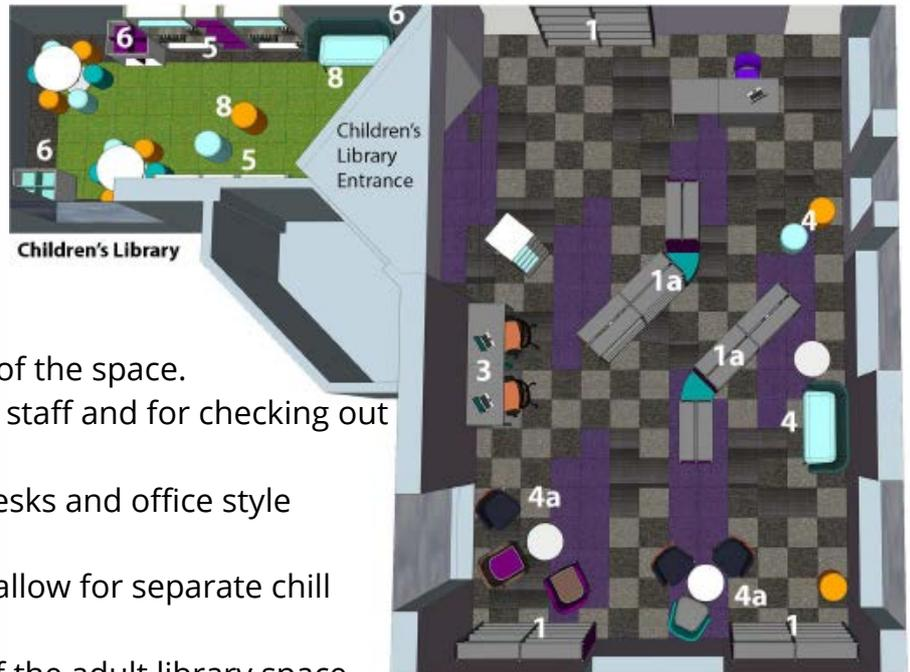 6
6
5
8
8
5
6
Children's
Library
Entrance
Children's Library
1
4
1a
1a
3
4
4a
4a
1
1
of the space.
staff and for checking out
esks and office style
allow for separate chill
f the adult library space